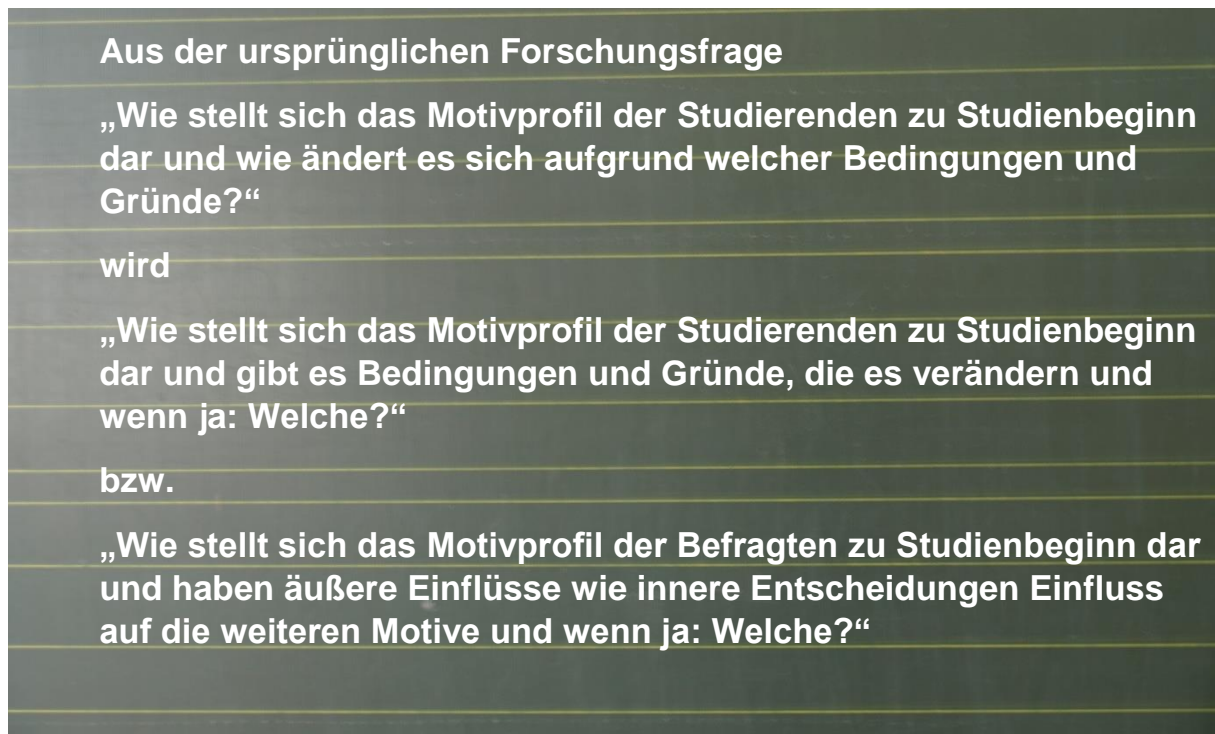 Aus der ursprünglichen Forschungsfrage
„Wie stellt sich das Motivprofil der Studierenden zu Studienbeginn
dar und wie ändert es sich aufgrund welcher Bedingungen und
Gründe?“
wird
„Wie stellt sich das Motivprofil der Studierenden zu Studienbeginn
dar und gibt es Bedingungen und Gründe, die es verändern und
wenn ja: Welche?“
bzw.
„Wie stellt sich das Motivprofil der Befragten zu Studienbeginn dar
und haben äußere Einflüsse wie innere Entscheidungen Einfluss
auf die weiteren Motive und wenn ja: Welche?“